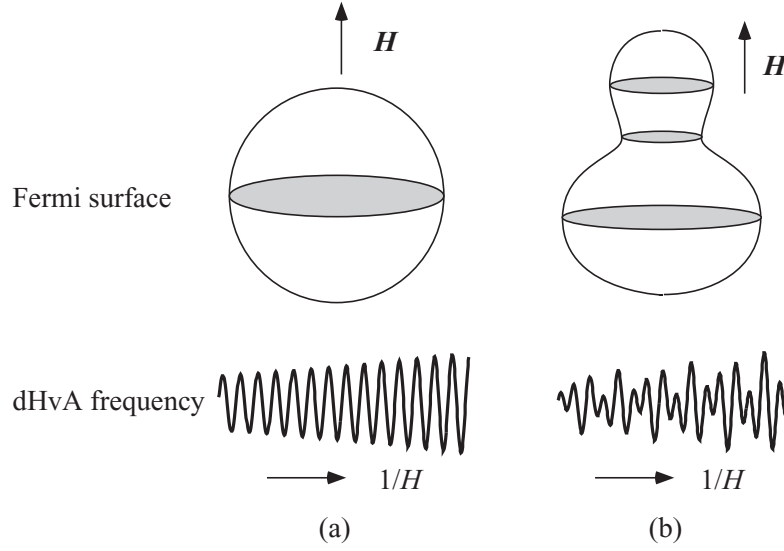 H
H
Fermi surface
dHvA frequency
1/H
1/H
(a)
(b)